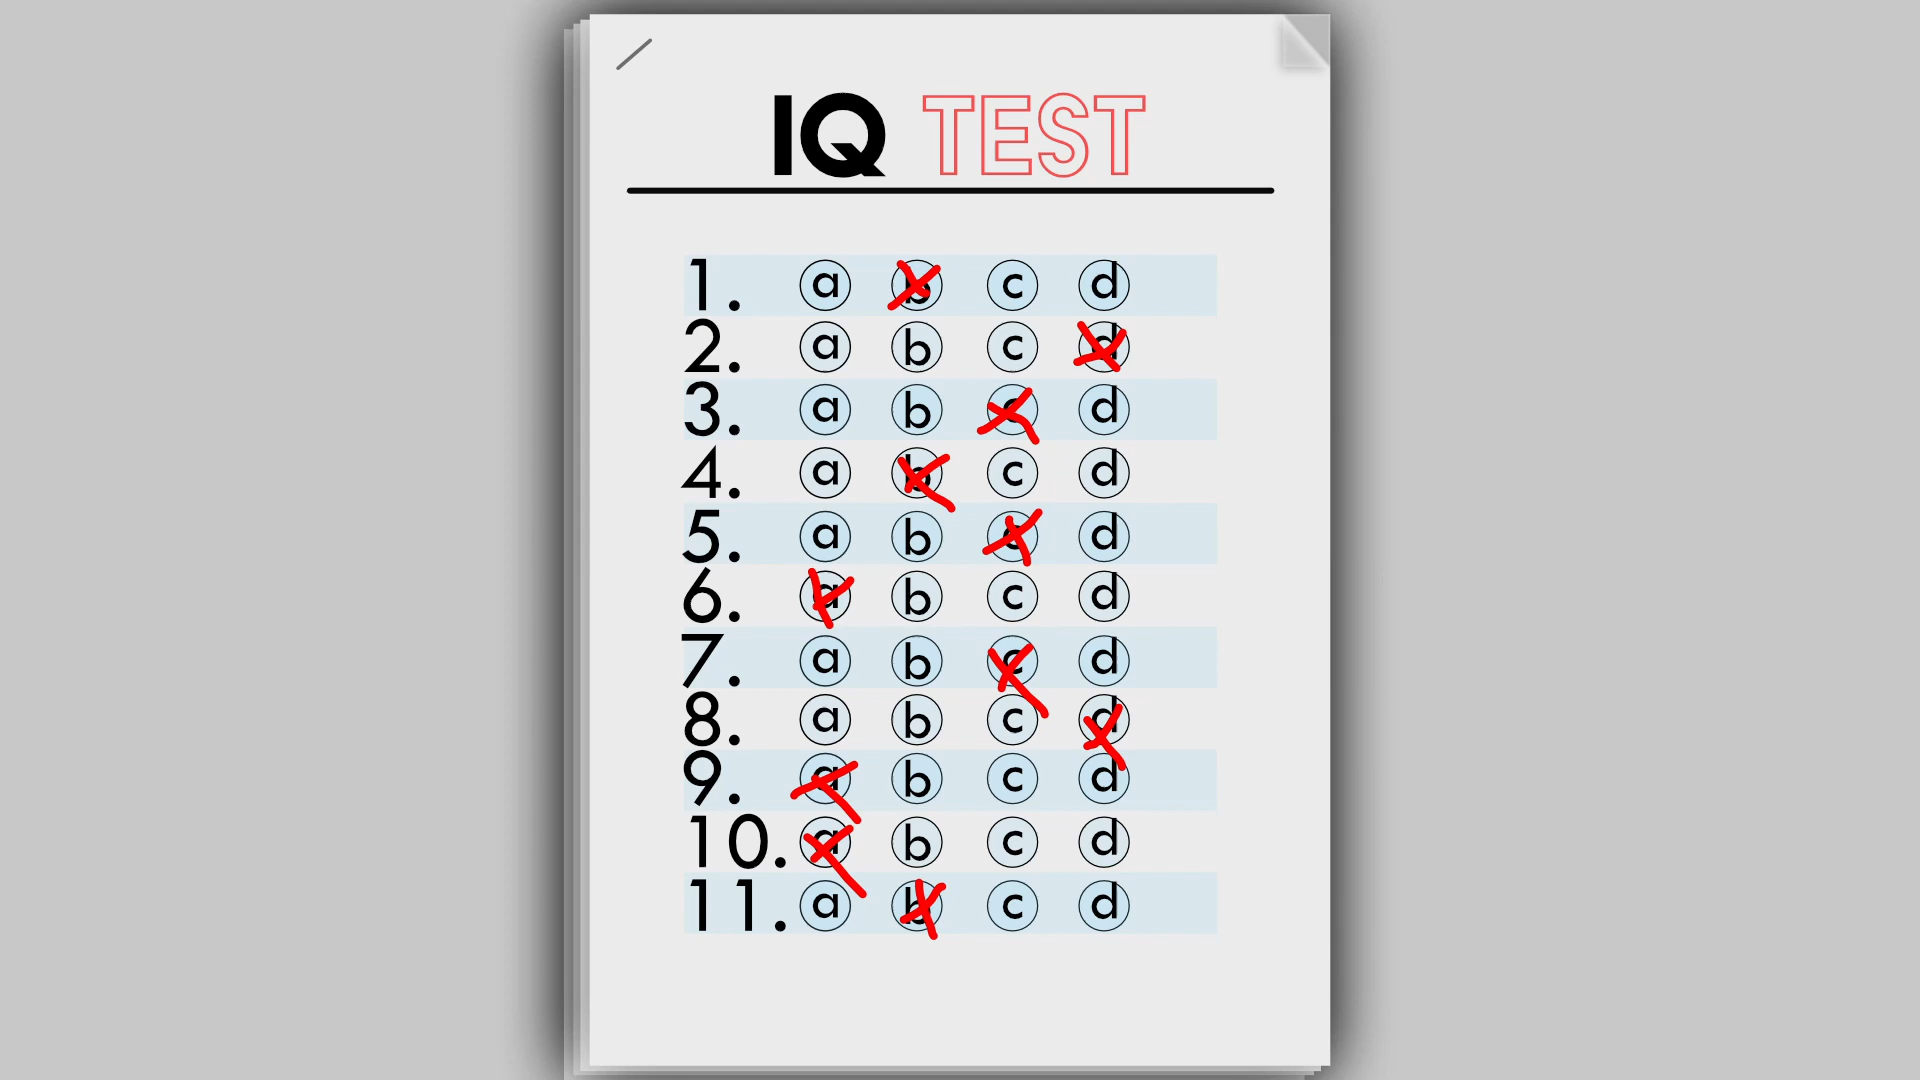 IQ TEST
1. a b c d
2. a b c d
3. a b c d
4. a b c d
5. a b c d
6. a b c d
7. a b c d
8. a b c d
9. a b c d
10. a b c d
11. a b c d